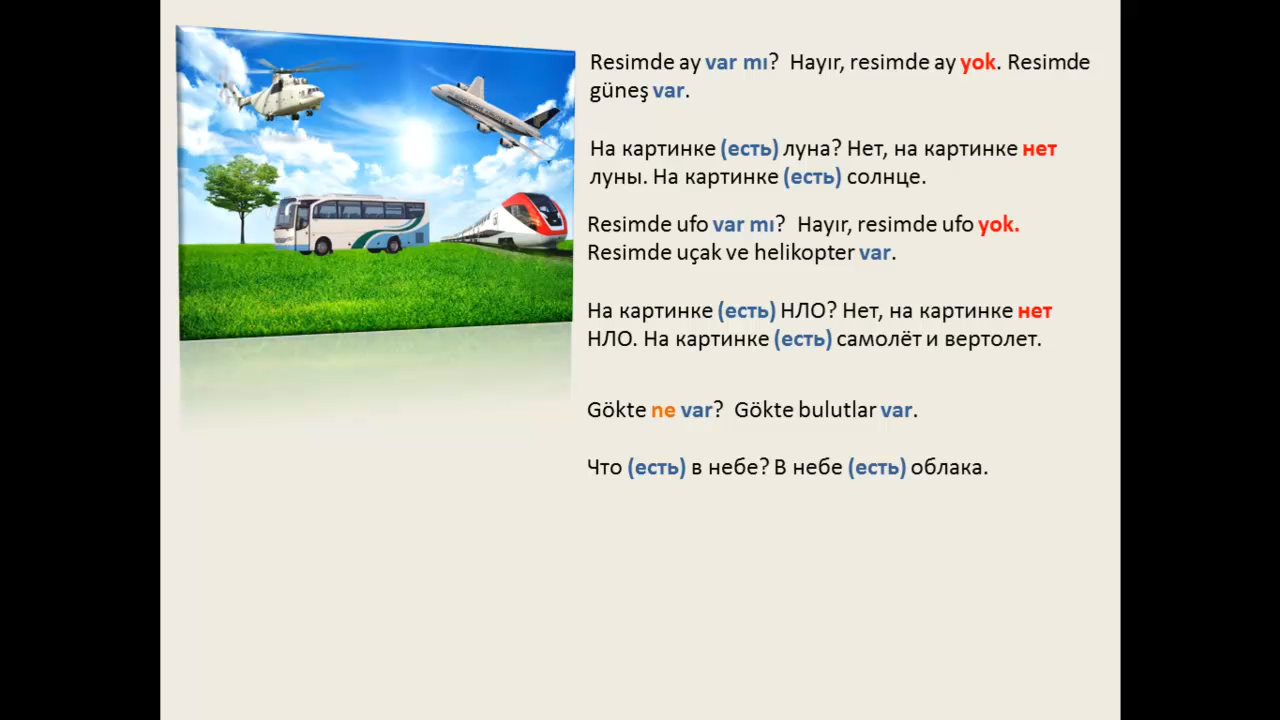 Resimde ay var mı? Hayır, resimde ay yok. Resimde
güneş var.
На картинке (есть) луна? Нет, на картинке нет
луны. На картинке (есть) солнце.
Resimde ufo var mı? Hayır, resimde ufo yok.
Resimde uçak ve helikopter var.
На картинке (есть) НЛО? Нет, на картинке нет
НЛО. На картинке (есть) самолёт и вертолет.
Gökte ne var? Gökte bulutlar var.
Что (есть) в небе? В небе (есть) облака.